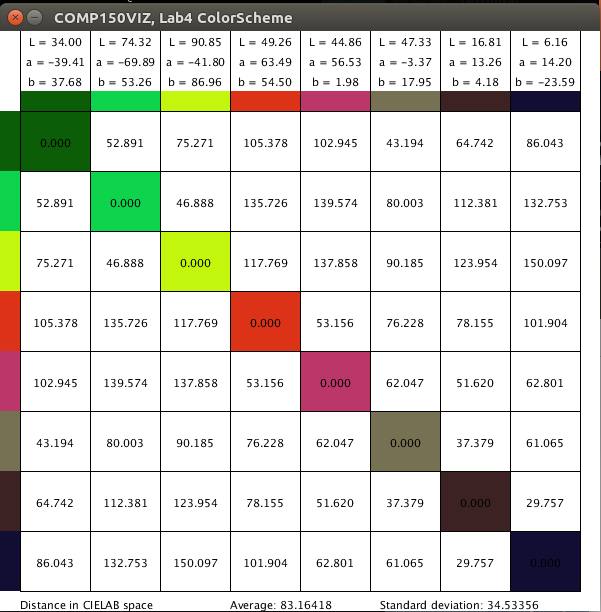 COMP150VIZ, Lab4 ColorScheme
L = 34.00 L = 74.32 L = 90.85 L = 49.26 L = 44.86 L = 47.33 L = 16.81 L = 6.16
a = -39.41 a = -69.89 a = -41.80 a = 63.49 a = 56.53 a = -3.37 a = 13.26 a = 14.20
b = 37.68 b = 53.26 b = 86.96 b = 54.50 b = 1.98 b = 17.95 b = 4.18 b = -23.59
0.000 52.891 75.271 105.378 102.945 43.194 64.742 86.043
52.891 0.000 46.888 135.726 139.574 80.003 112.381 132.753
75.271 46.888 0.000 117.769 137.858 90.185 123.954 150.097
105.378 135.726 117.769 0.000 53.156 76.228 78.155 101.904
102.945 139.574 137.858 53.156 0.000 62.047 51.620 62.801
43.194 80.003 90.185 76.228 62.047 0.000 37.379 61.065
64.742 112.381 123.954 78.155 51.620 37.379 0.000 29.757
86.043 132.753 150.097 101.904 62.801 61.065 29.757 0.000
Distance in CIELAB space Average: 83.16418 Standard deviation: 34.53356